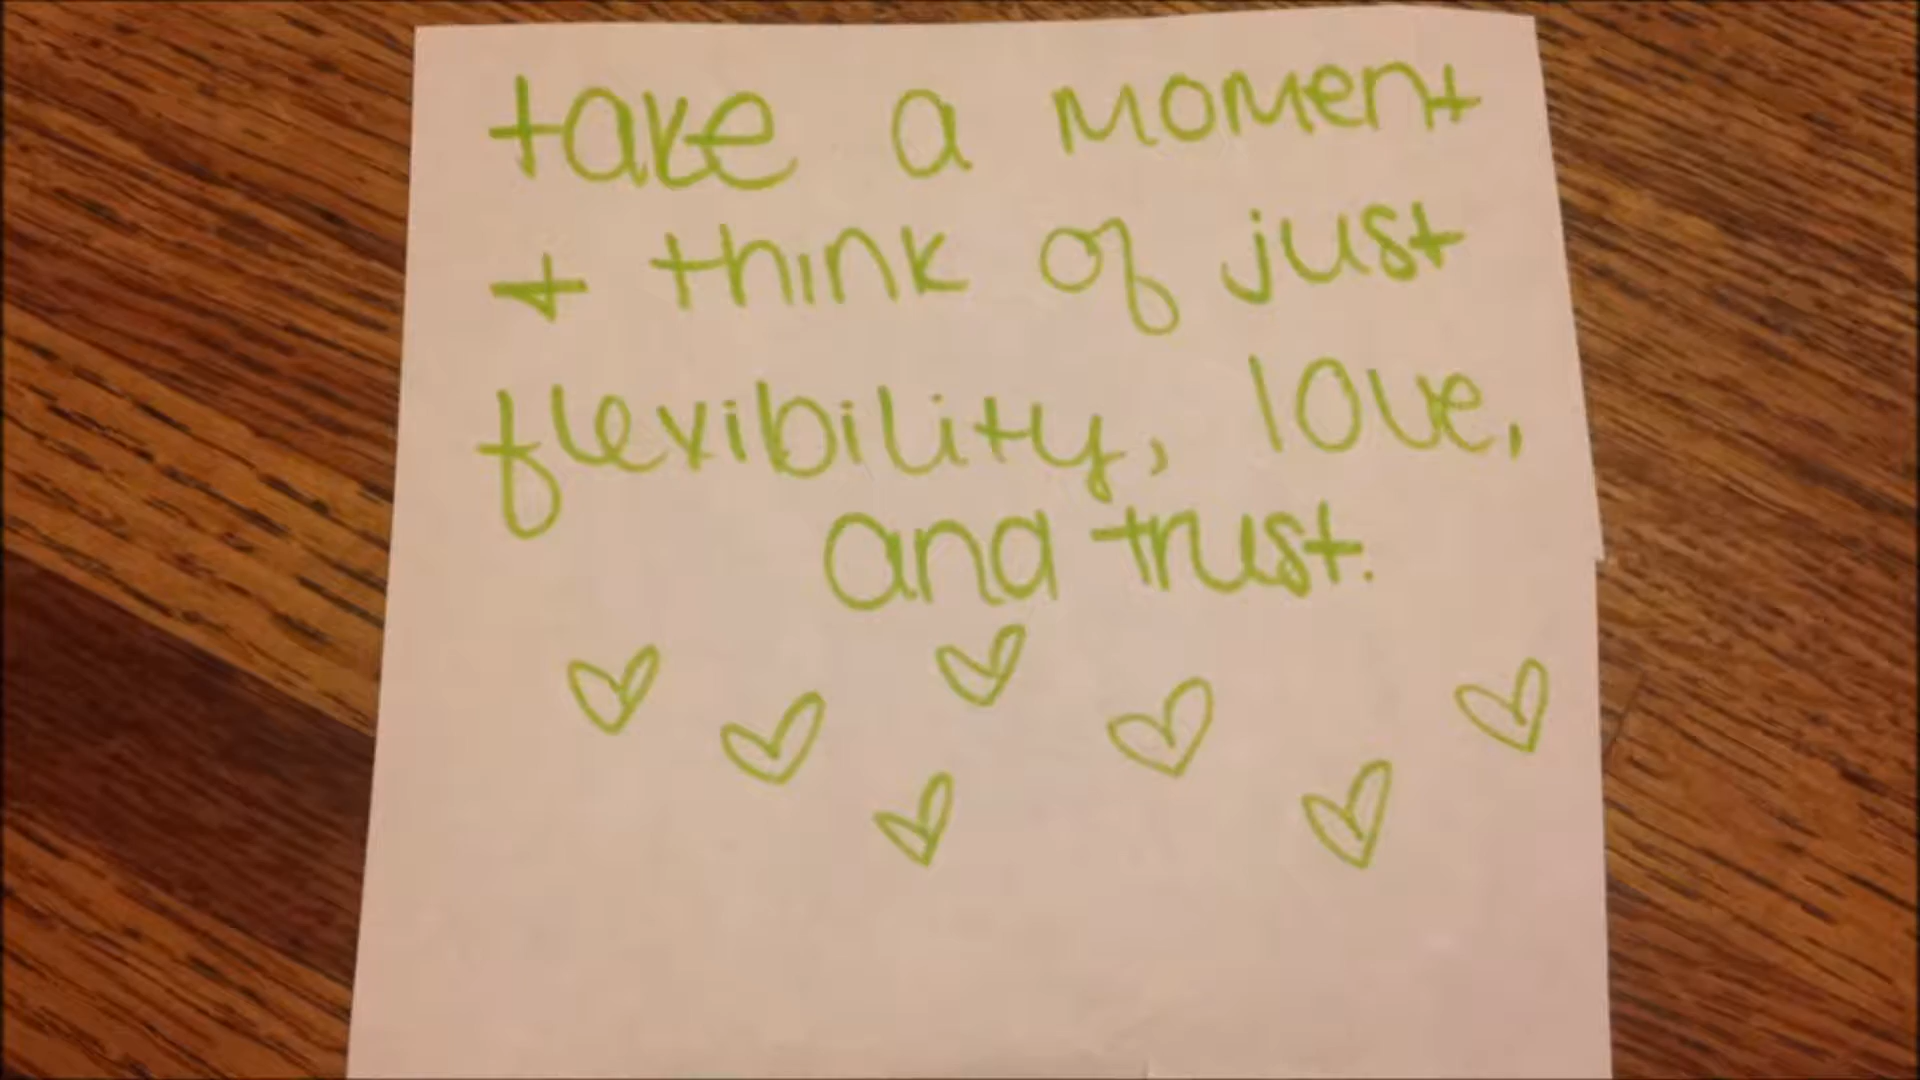 take a moment
+ think of just
flexibility, love,
and trust.